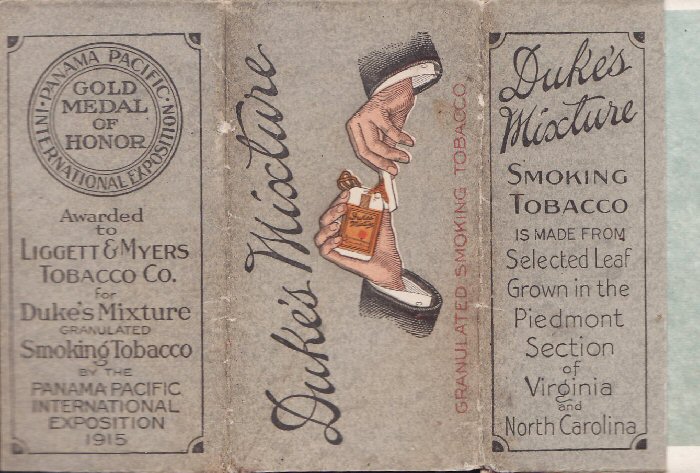 PANAMA PACIFIC
INTERNATIONAL EXPOSITION
GOLD
MEDAL
OF
HONOR
Awarded
to
LIGGETT & MYERS
TOBACCO CO.
for
Duke's Mixture
GRANULATED
Smoking Tobacco
BY THE
PANAMA-PACIFIC
INTERNATIONAL
EXPOSITION
1915
Duke's Mixture
GRANULATED SMOKING TOBACCO
Duke's
Mixture
Duke's
Mixture
SMOKING
TOBACCO
IS MADE FROM
Selected Leaf
Grown in the
Piedmont
Section
of
Virginia
and
North Carolina